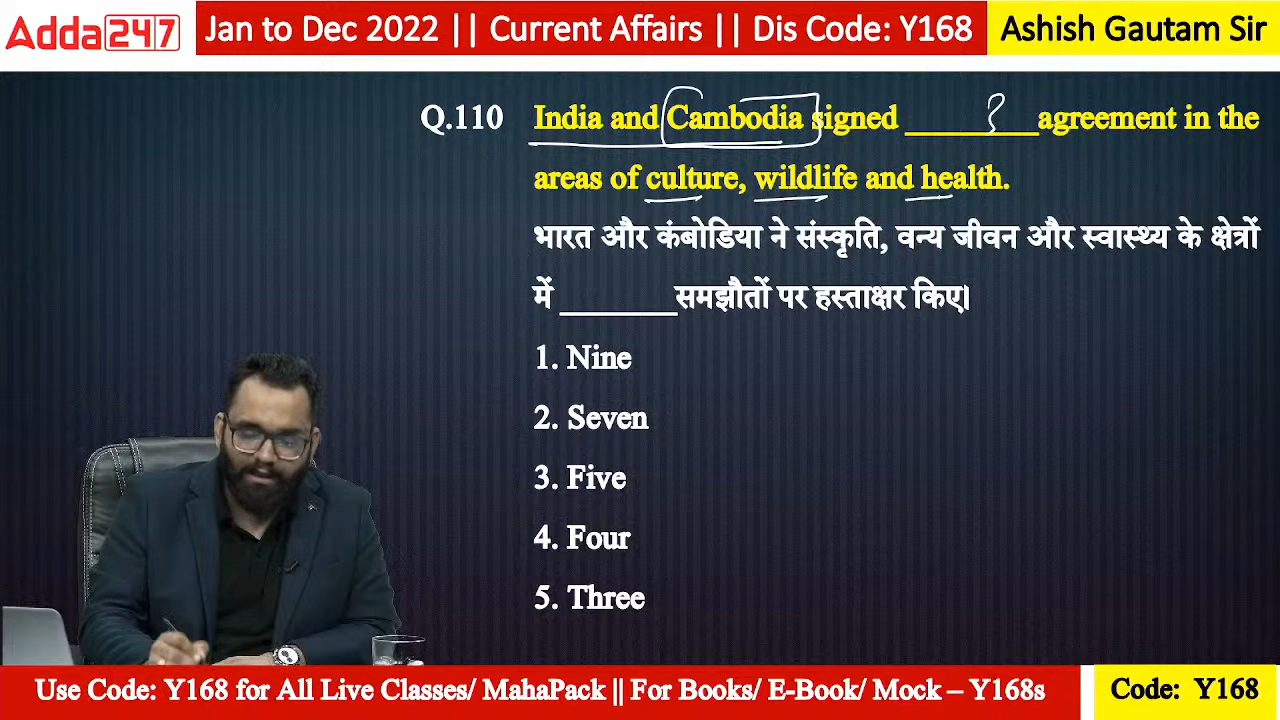 Adda247
Jan to Dec 2022 || Current Affairs || Dis Code: Y168
Ashish Gautam Sir
Q.110 India and Cambodia signed ________ ? agreement in the
areas of culture, wildlife and health.
भारत और कंबोडिया ने संस्कृति, वन्य जीवन और स्वास्थ्य के क्षेत्रों
में _______समझौतों पर हस्ताक्षर किए।
1. Nine
2. Seven
3. Five
4. Four
5. Three
Use Code: Y168 for All Live Classes/ MahaPack || For Books/ E-Book/ Mock – Y168s
Code: Y168